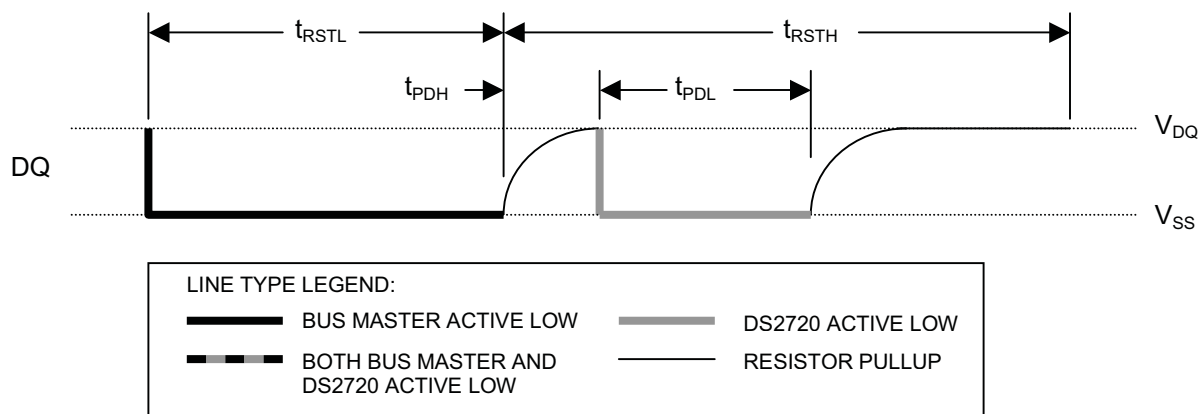 tRSTL
tRSTH
tPDH
tPDL
VDQ
DQ
VSS
LINE TYPE LEGEND:
BUS MASTER ACTIVE LOW
DS2720 ACTIVE LOW
BOTH BUS MASTER AND
DS2720 ACTIVE LOW
RESISTOR PULLUP